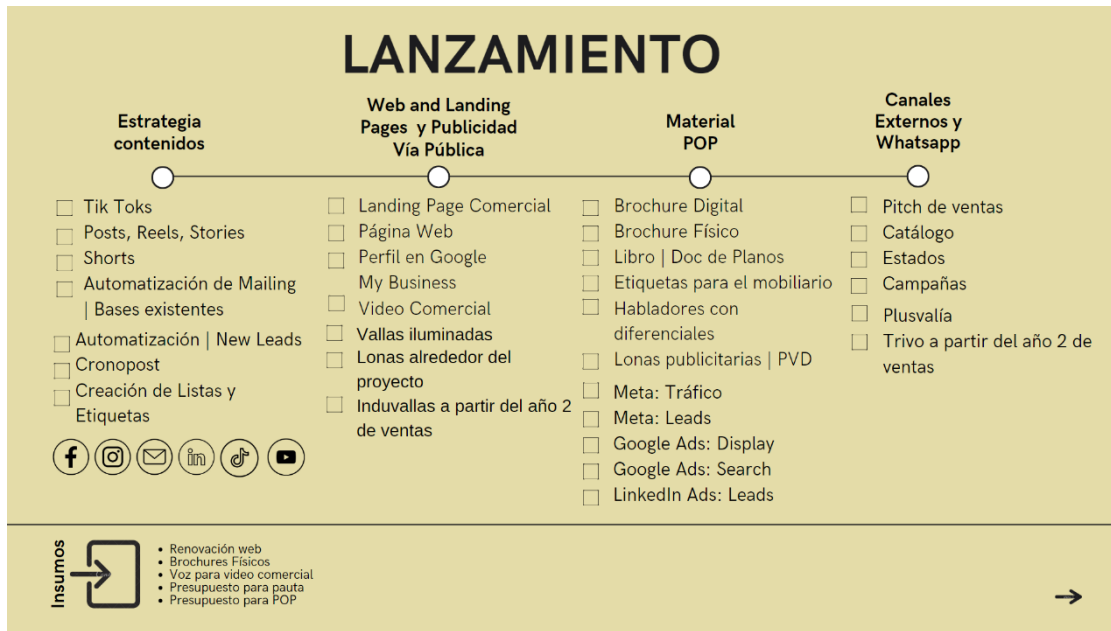 LANZAMIENTO
Estrategia
contenidos
Tik Toks
Posts, Reels, Stories
Shorts
Automatización de Mailing
| Bases existentes
Automatización | New Leads
Cronopost
Creación de Listas y
Etiquetas
Web and Landing
Pages y Publicidad
Vía Pública
Landing Page Comercial
Página Web
Perfil en Google
My Business
Video Comercial
Vallas iluminadas
Lonas alrededor del
proyecto
Induvallas a partir del año 2
de ventas
Material
POP
Brochure Digital
Brochure Físico
Libro | Doc de Planos
Etiquetas para el mobiliario
Habladores con
diferenciales
Lonas publicitarias | PVD
Meta: Tráfico
Meta: Leads
Google Ads: Display
Google Ads: Search
LinkedIn Ads: Leads
Canales
Externos y
Whatsapp
Pitch de ventas
Catálogo
Estados
Campañas
Plusvalía
Trivo a partir del año 2 de
ventas
Insumos
Renovación web
Brochures Físicos
Voz para video comercial
Presupuesto para pauta
Presupuesto para POP